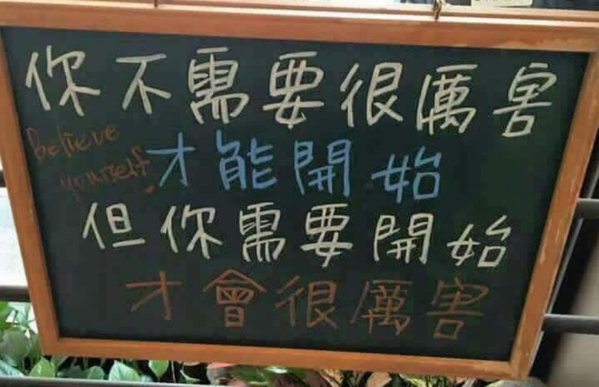 你不需要很厲害
believe
yourself.
才能開始
但你需要開始
才會很厲害